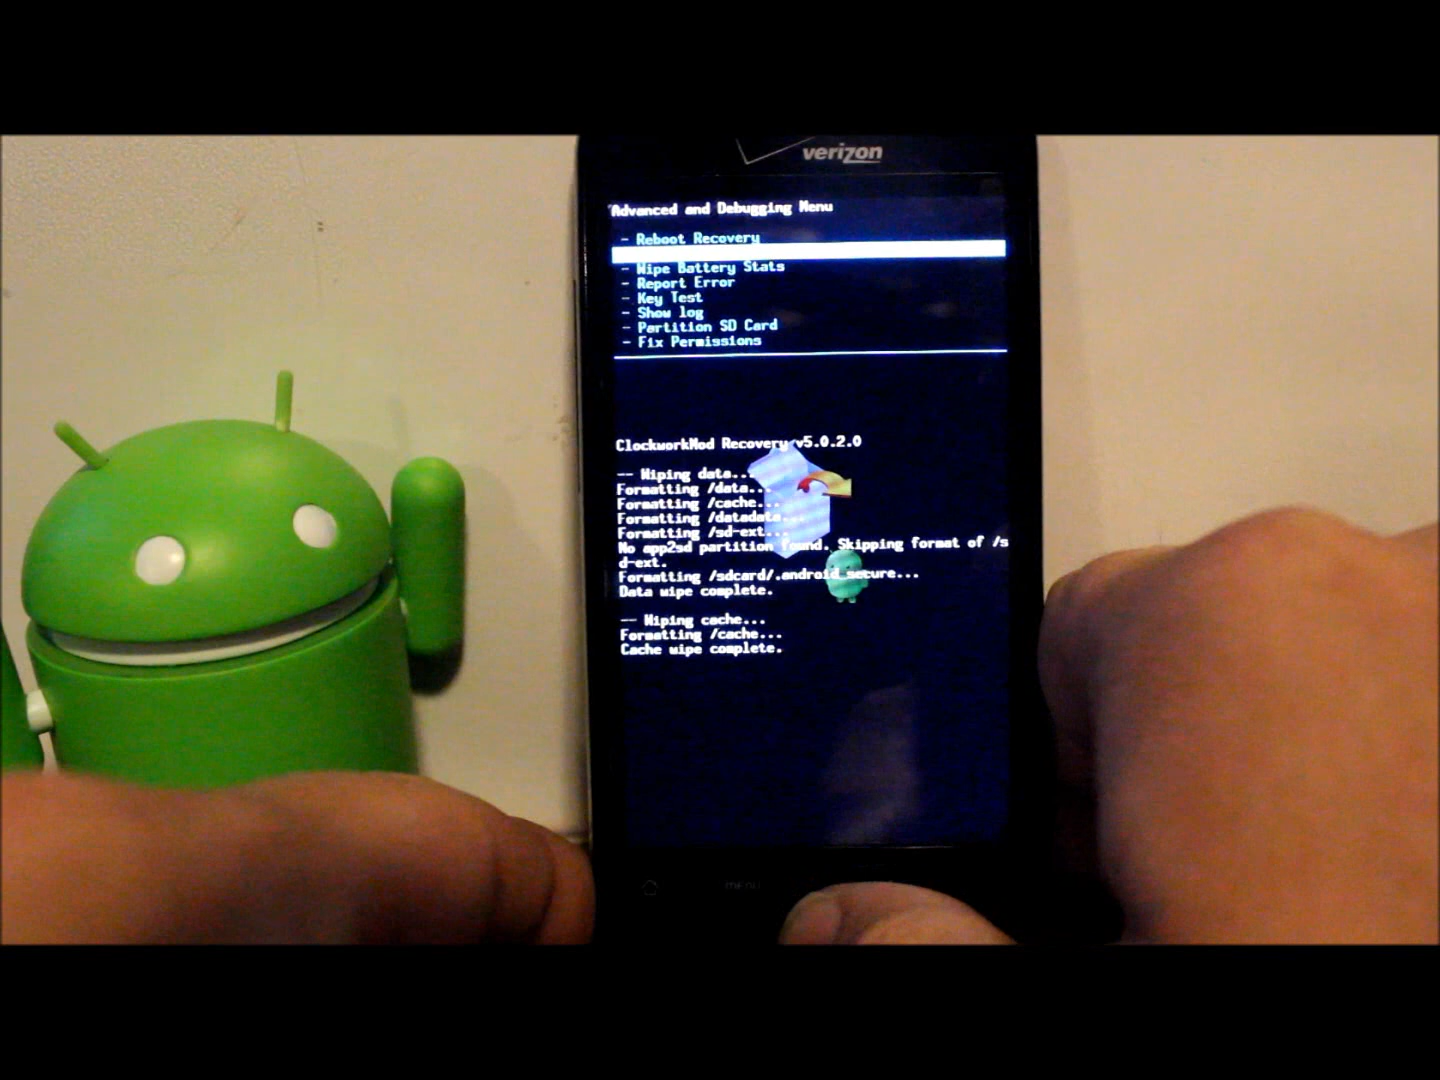 verizon
Advanced and Debugging Menu
- Reboot Recovery
- Wipe Battery Stats
- Report Error
- Key Test
- Show log
- Partition SD Card
- Fix Permissions
ClockworkMod Recovery v5.0.2.0
-- Wiping data...
Formatting /data...
Formatting /cache...
Formatting /datadata...
Formatting /sd-ext...
No app2sd partition found. Skipping format of /s
d-ext.
Formatting /sdcard/.android_secure...
Data wipe complete.
-- Wiping cache...
Formatting /cache...
Cache wipe complete.
MENU